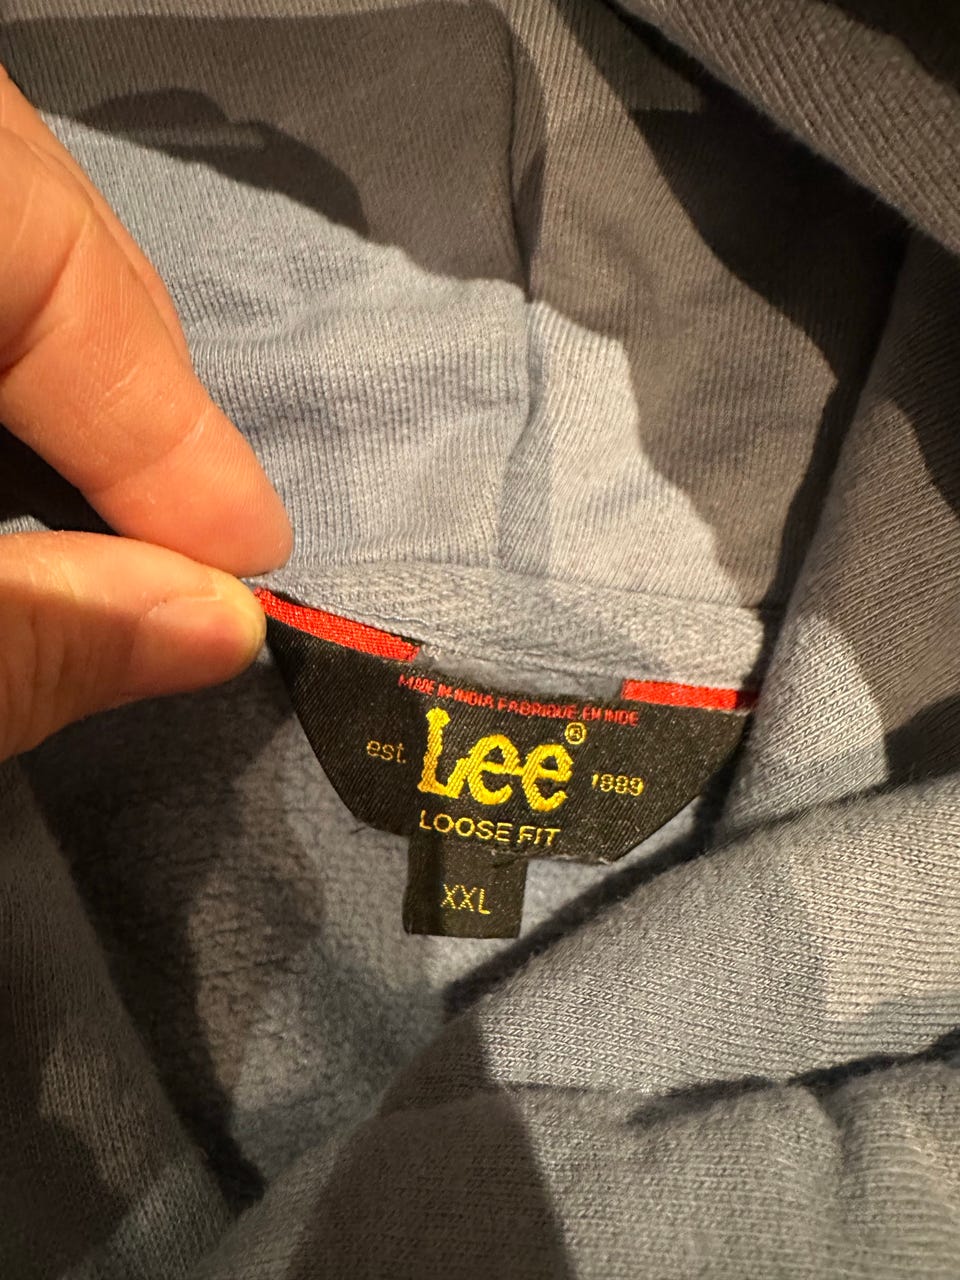 MADE IN INDIA FABRIQUE EN INDE
est. Lee® 1889
LOOSE FIT
XXL